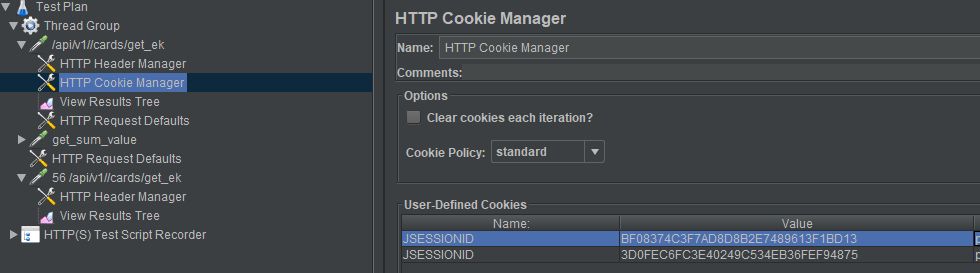 Test Plan
Thread Group
/api/v1//cards/get_ek
HTTP Header Manager
HTTP Cookie Manager
View Results Tree
HTTP Request Defaults
get_sum_value
HTTP Request Defaults
56 /api/v1//cards/get_ek
HTTP Header Manager
View Results Tree
HTTP(S) Test Script Recorder
HTTP Cookie Manager
Name: HTTP Cookie Manager
Comments:
Options
Clear cookies each iteration?
Cookie Policy: standard
User-Defined Cookies
Name: Value
JSESSIONID BF08374C3F7AD8D8B2E7489613F1BD13
JSESSIONID 3D0FEC6FC3E40249C534EB36FEF94875